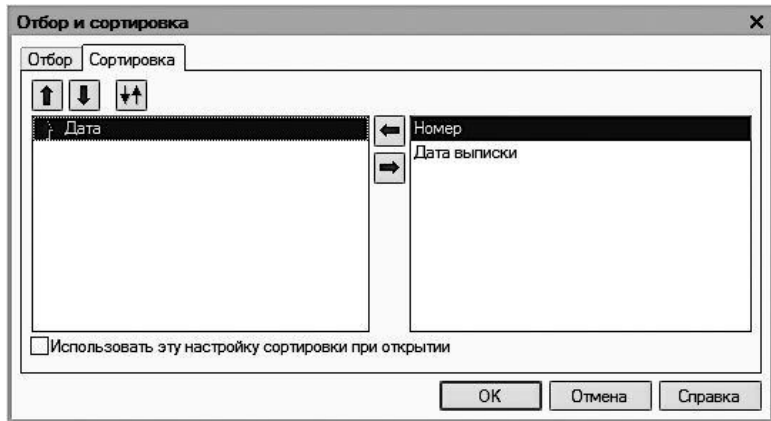 Отбор и сортировка
Отбор Сортировка
Дата
Номер
Дата выписки
Использовать эту настройку сортировки при открытии
OK Отмена Справка